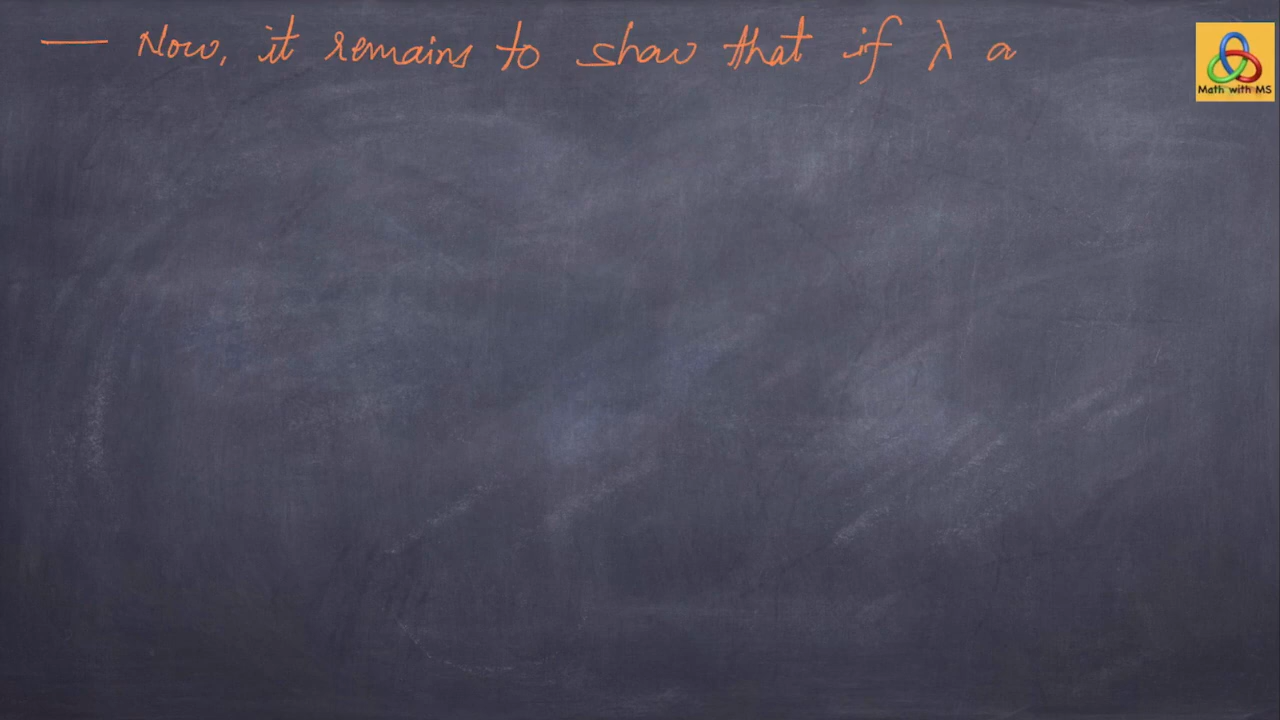 — Now, it remains to show that if λ a
Math with MS